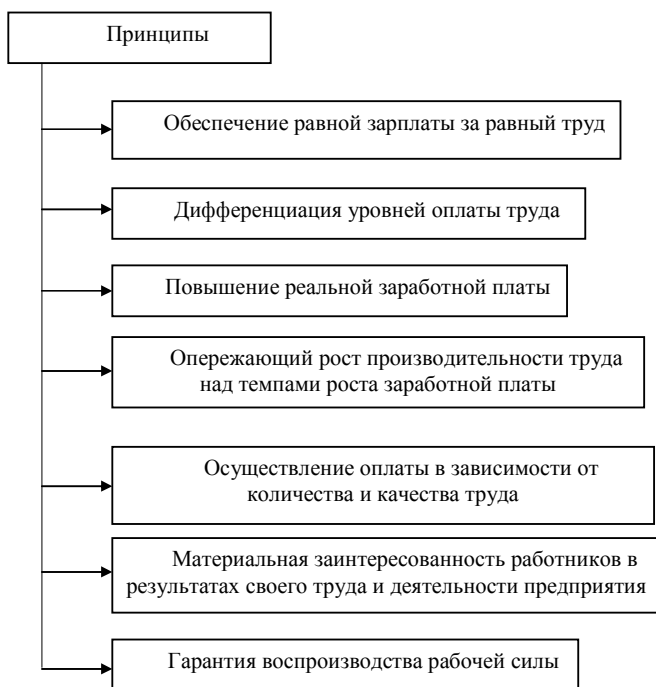 Принципы
Обеспечение равной зарплаты за равный труд
Дифференциация уровней оплаты труда
Повышение реальной заработной платы
Опережающий рост производительности труда
над темпами роста заработной платы
Осуществление оплаты в зависимости от
количества и качества труда
Материальная заинтересованность работников в
результатах своего труда и деятельности предприятия
Гарантия воспроизводства рабочей силы